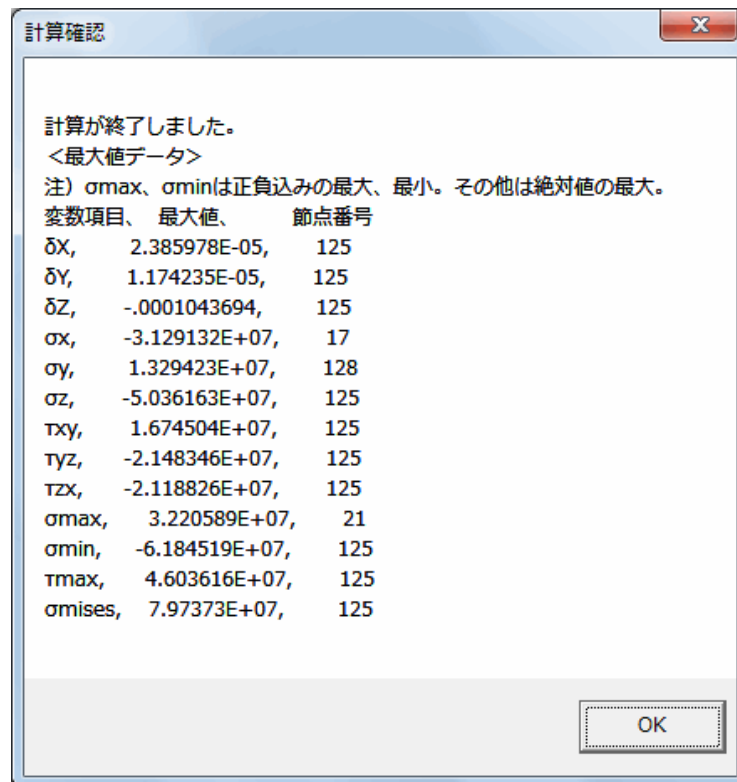 計算確認
計算が終了しました。
＜最大値データ＞
注）σmax、σminは正負込みの最大、最小。その他は絶対値の最大。
変数項目、 最大値、 節点番号
δX, 2.385978E-05, 125
δY, 1.174235E-05, 125
δZ, -.0001043694, 125
σx, -3.129132E+07, 17
σy, 1.329423E+07, 128
σz, -5.036163E+07, 125
τxy, 1.674504E+07, 125
τyz, -2.148346E+07, 125
τzx, -2.118826E+07, 125
σmax, 3.220589E+07, 21
σmin, -6.184519E+07, 125
τmax, 4.603616E+07, 125
σmises, 7.97373E+07, 125
OK